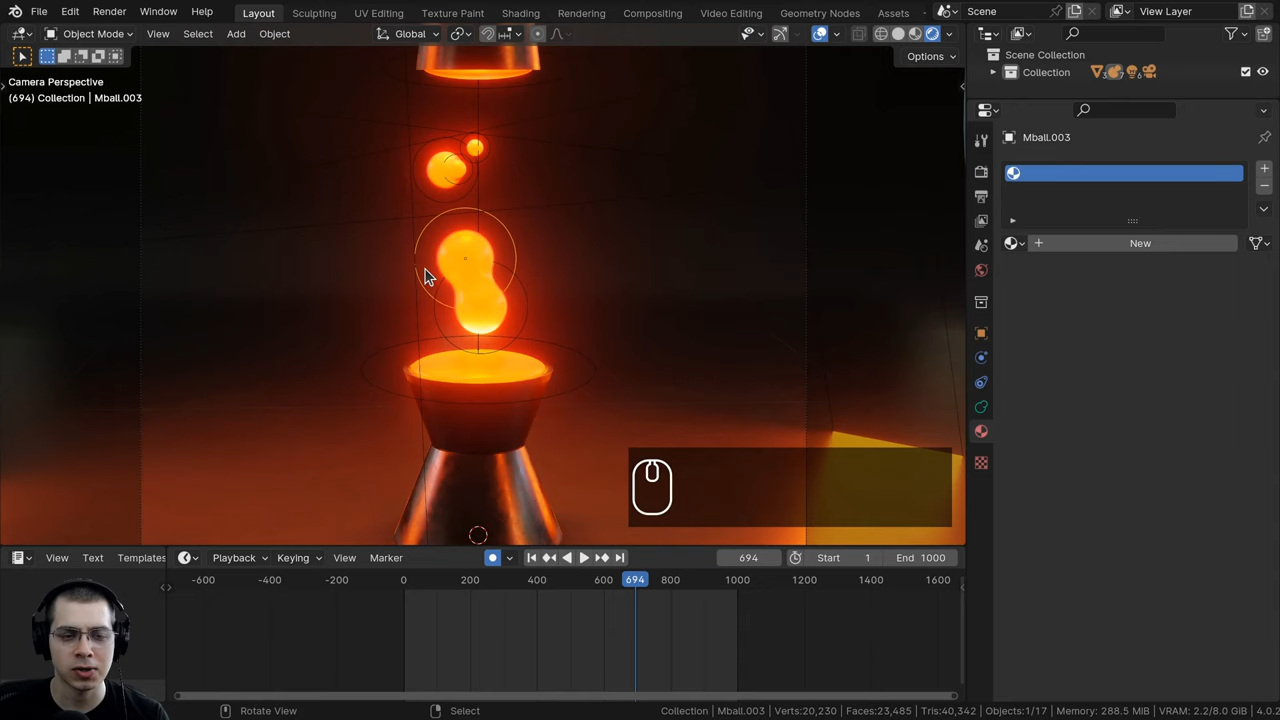 File Edit Render Window Help Layout Sculpting UV Editing Texture Paint Shading Rendering Compositing Video Editing Geometry Nodes Assets Scene View Layer
Object Mode View Select Add Object Global
Options
Camera Perspective
(694) Collection | Mball.003
Scene Collection
Collection 3 7 6
Mball.003
New
View Text Templates Playback Keying View Marker 694 Start 1 End 1000
-600 -400 -200 0 200 400 600 694 800 1000 1200 1400 1600
Rotate View Select Collection | Mball.003 Verts:20,230 Faces:23,485 Tris:40,342 Objects:1/17 Memory: 288.5 MiB VRAM: 2.2/8.0 GiB 4.0.2